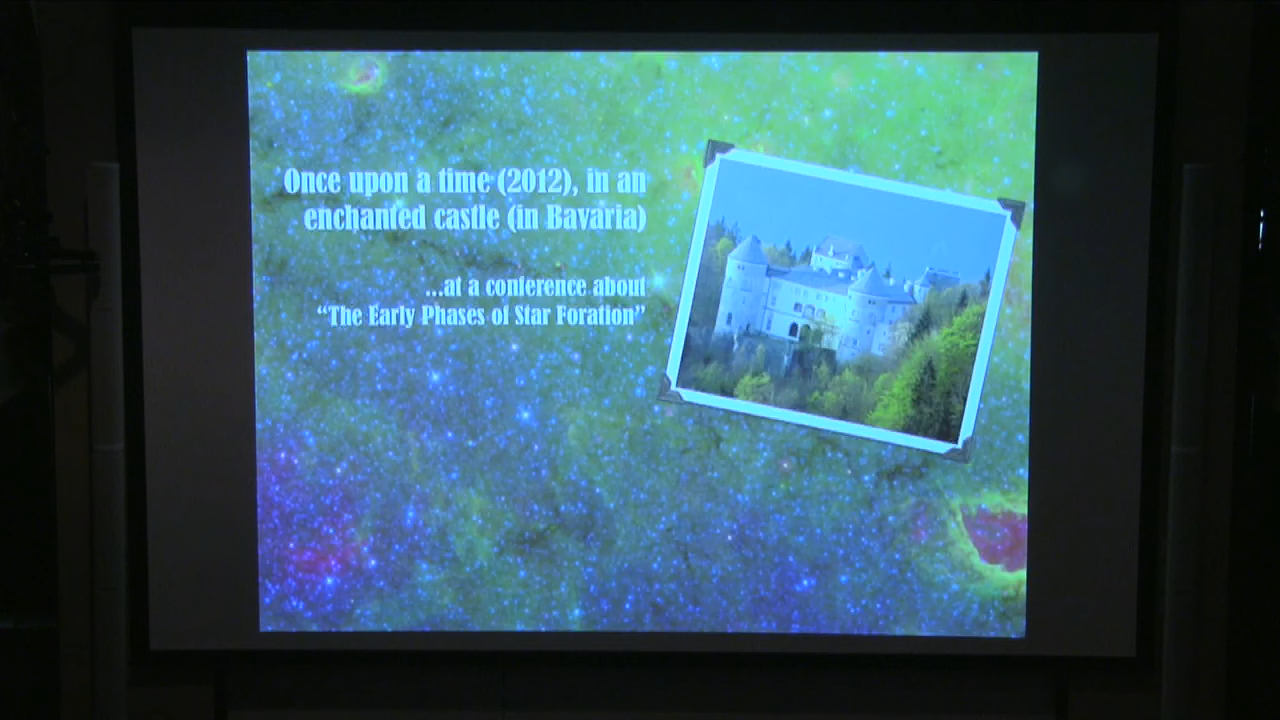 Once upon a time (2012), in an
enchanted castle (in Bavaria)
...at a conference about
“The Early Phases of Star Foration”